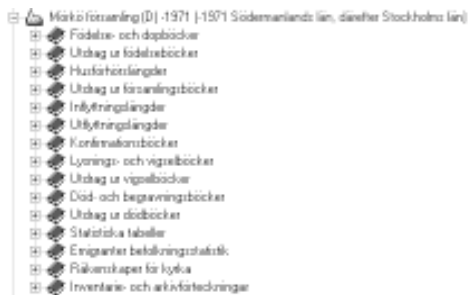 Mörkö församling (D) -1971 (-1971 Södermanlands län, därefter Stockholms län)
Födelse- och dopböcker
Utdrag ur födelseböcker
Husförhörslängder
Utdrag ur församlingsböcker
Inflyttningslängder
Utflyttningslängder
Konfirmationsböcker
Lysnings- och vigselböcker
Utdrag ur vigselböcker
Död- och begravningsböcker
Utdrag ur dödböcker
Statistiska tabeller
Emigranter befolkningsstatistik
Räkenskaper för kyrka
Inventarie- och arkivförteckningar